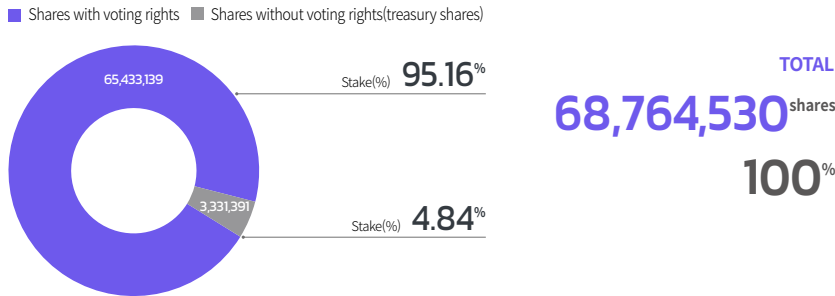 Shares with voting rights Shares without voting rights(treasury shares)
65,433,139
Stake(%) 95.16%
3,331,391
Stake(%) 4.84%
TOTAL
68,764,530shares
100%